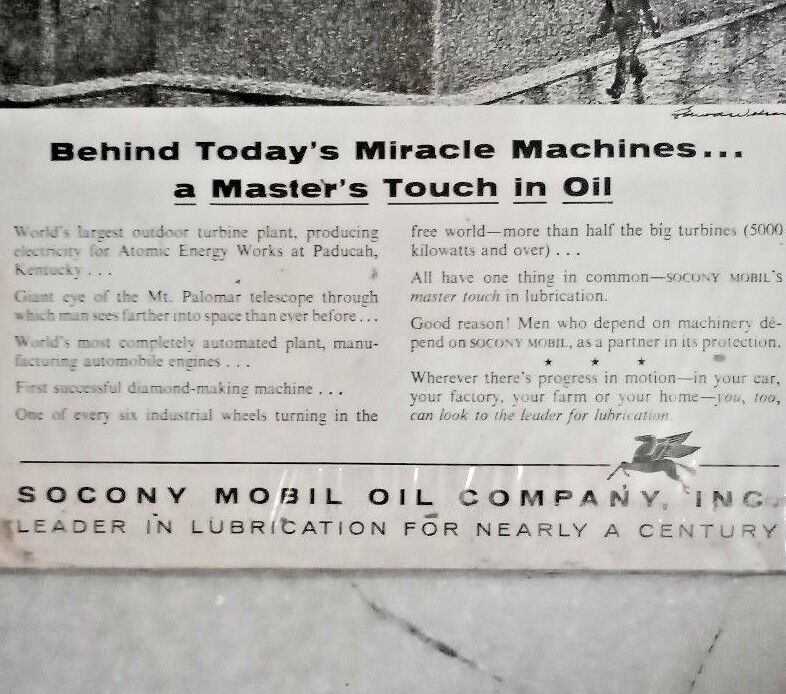 Behind Today's Miracle Machines...
a Master's Touch in Oil
World's largest outdoor turbine plant, producing
electricity for Atomic Energy Works at Paducah,
Kentucky . . .
Giant eye of the Mt. Palomar telescope through
which man sees farther into space than ever before . . .
World's most completely automated plant, manu-
facturing automobile engines . . .
First successful diamond-making machine . . .
One of every six industrial wheels turning in the
free world—more than half the big turbines (5000
kilowatts and over) . . .
All have one thing in common—SOCONY MOBIL'S
master touch in lubrication.
Good reason! Men who depend on machinery de-
pend on SOCONY MOBIL, as a partner in its protection.
★ ★ ★
Wherever there's progress in motion—in your car,
your factory, your farm or your home—you, too,
can look to the leader for lubrication.
SOCONY MOBIL OIL COMPANY, INC.
LEADER IN LUBRICATION FOR NEARLY A CENTURY